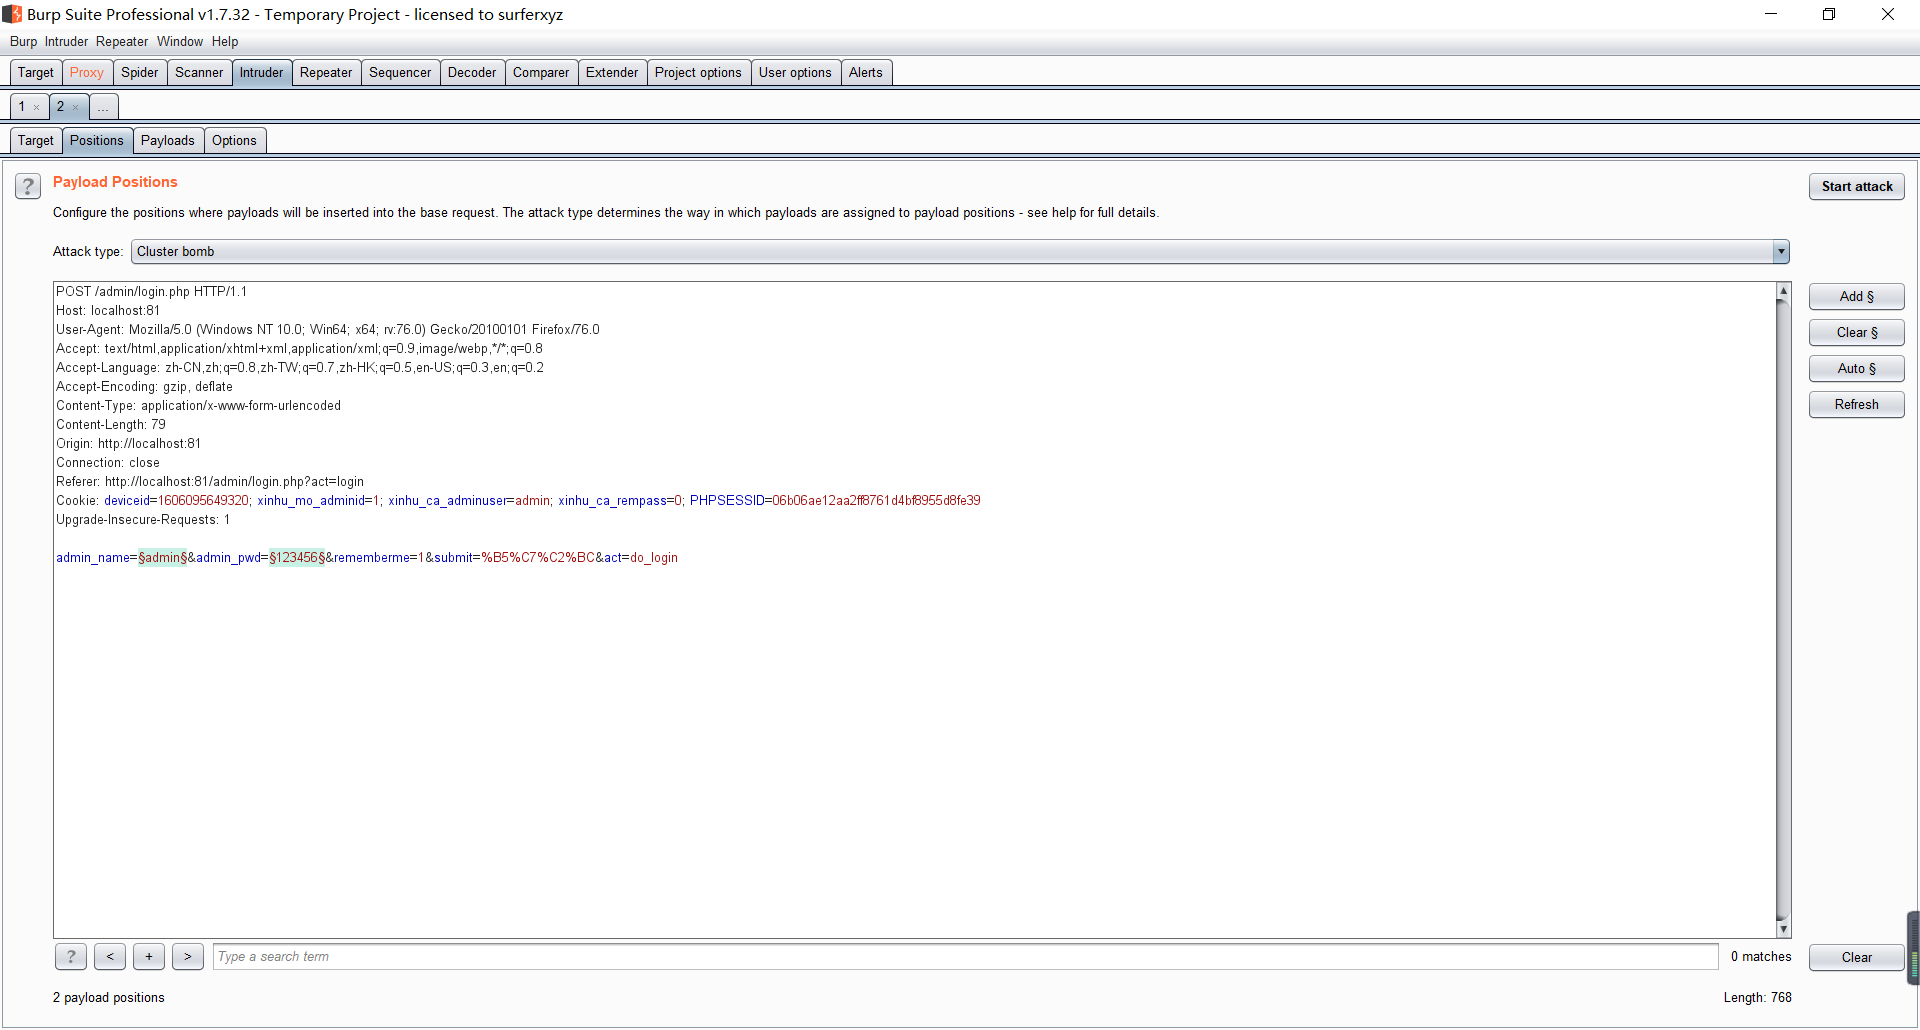 Burp Suite Professional v1.7.32 - Temporary Project - licensed to surferxyz
Burp Intruder Repeater Window Help
Target Proxy Spider Scanner Intruder Repeater Sequencer Decoder Comparer Extender Project options User options Alerts
1 × 2 × ...
Target Positions Payloads Options
? Payload Positions Start attack
Configure the positions where payloads will be inserted into the base request. The attack type determines the way in which payloads are assigned to payload positions - see help for full details.
Attack type: Cluster bomb
POST /admin/login.php HTTP/1.1
Host: localhost:81
User-Agent: Mozilla/5.0 (Windows NT 10.0; Win64; x64; rv:76.0) Gecko/20100101 Firefox/76.0
Accept: text/html,application/xhtml+xml,application/xml;q=0.9,image/webp,*/*;q=0.8
Accept-Language: zh-CN,zh;q=0.8,zh-TW;q=0.7,zh-HK;q=0.5,en-US;q=0.3,en;q=0.2
Accept-Encoding: gzip, deflate
Content-Type: application/x-www-form-urlencoded
Content-Length: 79
Origin: http://localhost:81
Connection: close
Referer: http://localhost:81/admin/login.php?act=login
Cookie: deviceid=1606095649320; xinhu_mo_adminid=1; xinhu_ca_adminuser=admin; xinhu_ca_rempass=0; PHPSESSID=06b06ae12aa2ff8761d4bf8955d8fe39
Upgrade-Insecure-Requests: 1
admin_name=§admin§&admin_pwd=§123456§&rememberme=1&submit=%B5%C7%C2%BC&act=do_login
Add §
Clear §
Auto §
Refresh
? < + > Type a search term 0 matches Clear
2 payload positions Length: 768